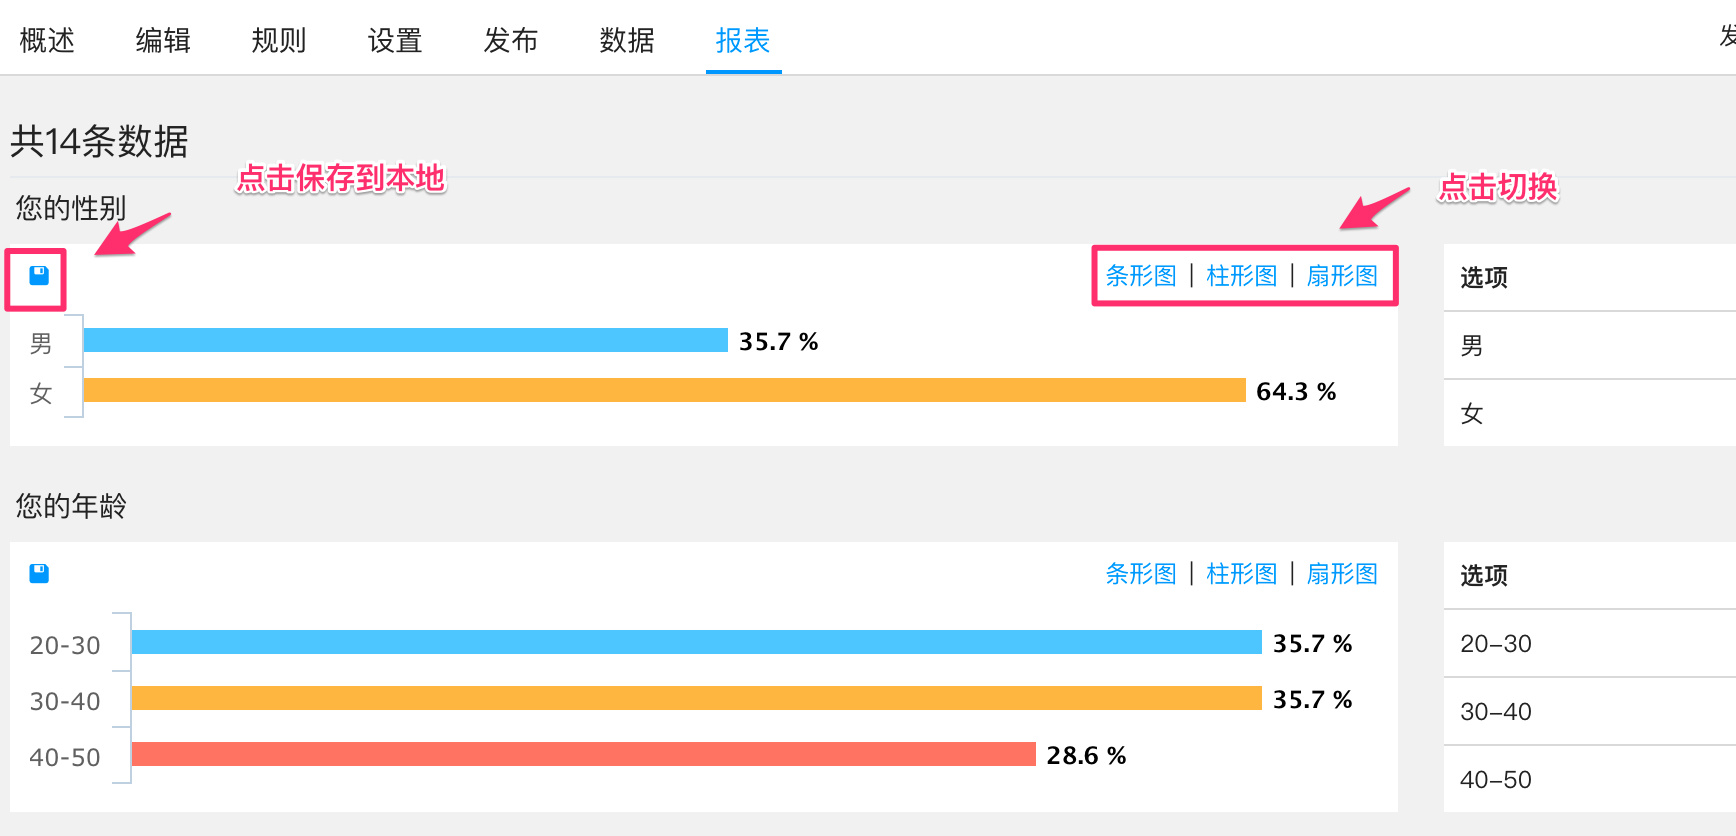 概述 编辑 规则 设置 发布 数据 报表
共14条数据
点击保存到本地
点击切换
您的性别
条形图 | 柱形图 | 扇形图
男 35.7 %
女 64.3 %
选项
男
女
您的年龄
条形图 | 柱形图 | 扇形图
20-30 35.7 %
30-40 35.7 %
40-50 28.6 %
选项
20–30
30–40
40–50